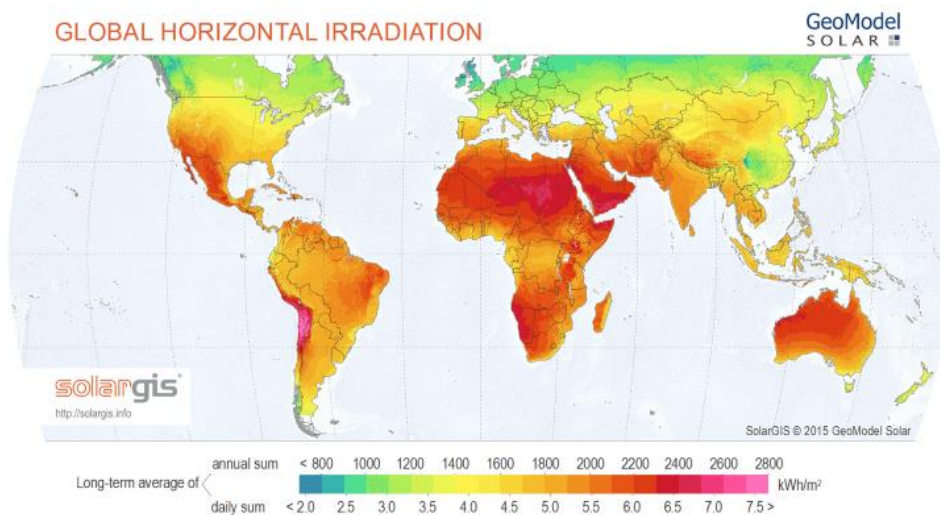 GLOBAL HORIZONTAL IRRADIATION
GeoModel
SOLAR
solargis
http://solargis.info
SolarGIS © 2015 GeoModel Solar
Long-term average of
annual sum < 800 1000 1200 1400 1600 1800 2000 2200 2400 2600 2800 kWh/m²
daily sum < 2.0 2.5 3.0 3.5 4.0 4.5 5.0 5.5 6.0 6.5 7.0 7.5 >